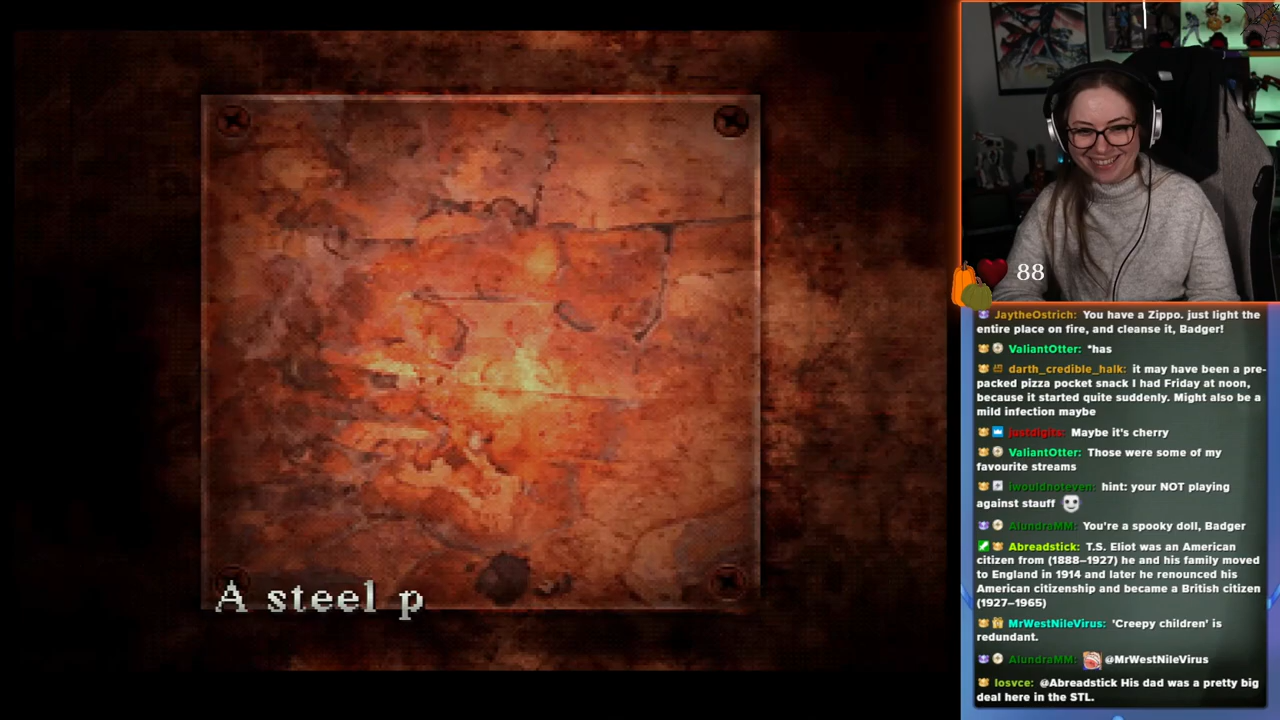 A steel p
88
JaytheOstrich: You have a Zippo. just light the
entire place on fire, and cleanse it, Badger!
ValiantOtter: *has
darth_credible_halk: it may have been a pre-
packed pizza pocket snack I had Friday at noon,
because it started quite suddenly. Might also be a
mild infection maybe
justdigits: Maybe it's cherry
ValiantOtter: Those were some of my
favourite streams
iwouldnoteven: hint: your NOT playing
against stauff
AlundraMM: You're a spooky doll, Badger
Abreadstick: T.S. Eliot was an American
citizen from (1888–1927) he and his family moved
to England in 1914 and later he renounced his
American citizenship and became a British citizen
(1927–1965)
MrWestNileVirus: 'Creepy children' is
redundant.
AlundraMM: @MrWestNileVirus
losvce: @Abreadstick His dad was a pretty big
deal here in the STL.